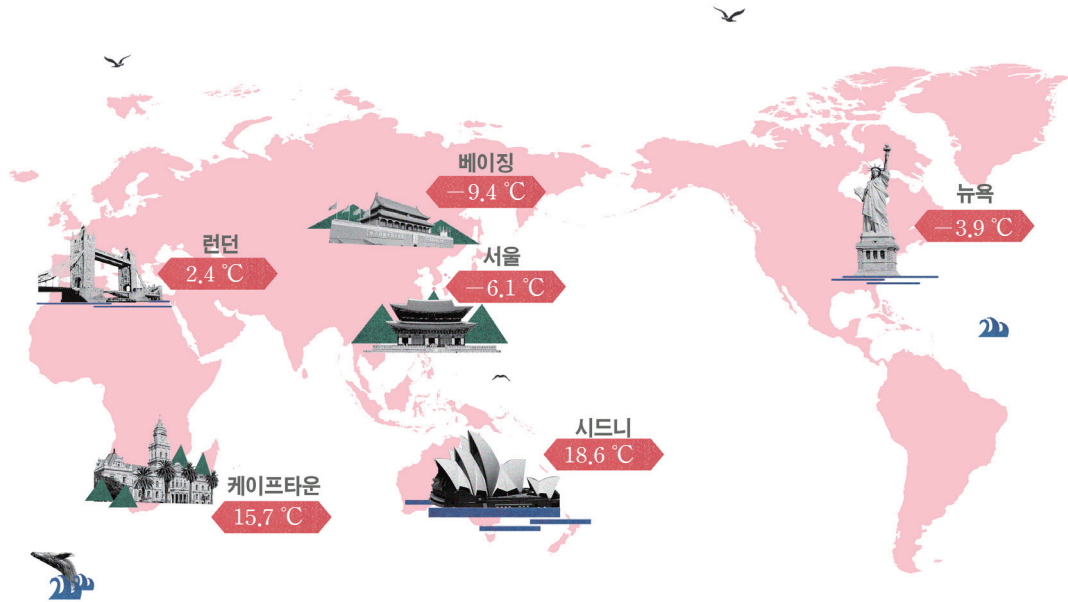 베이징
−9.4 ℃
뉴욕
−3.9 ℃
런던
2.4 ℃
서울
−6.1 ℃
시드니
18.6 ℃
케이프타운
15.7 ℃